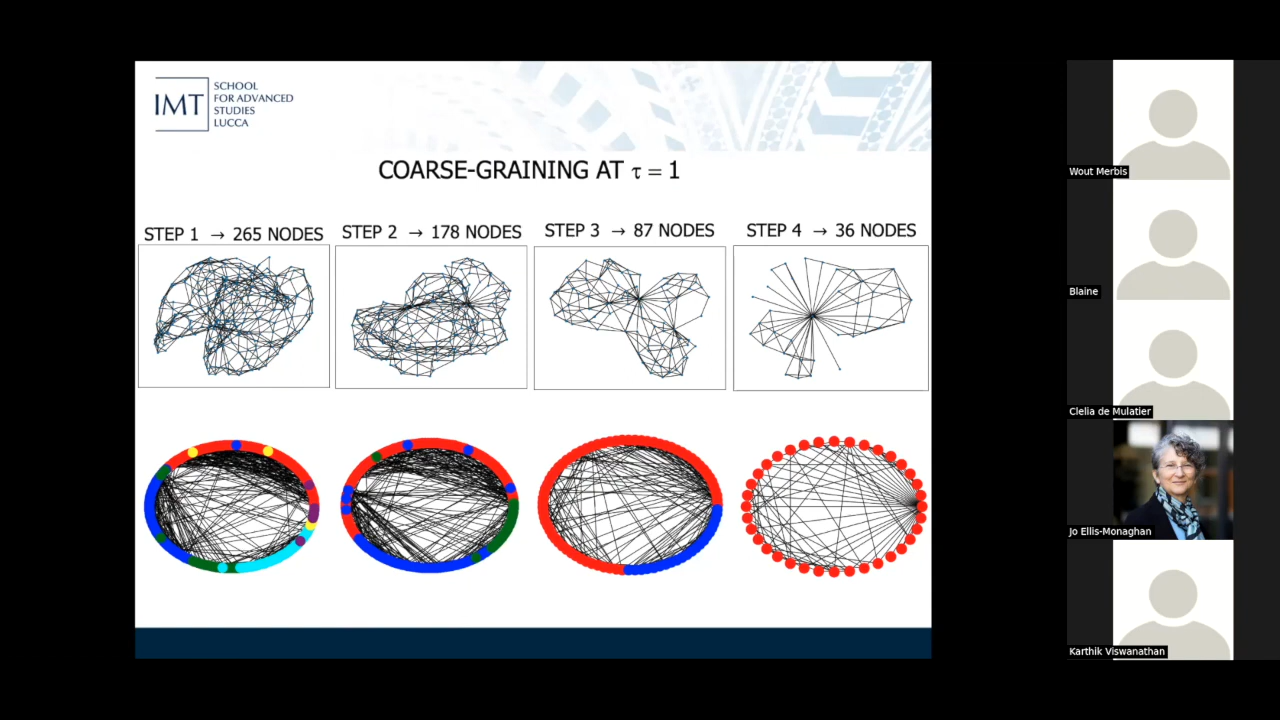 IMT
SCHOOL
FOR ADVANCED
STUDIES
LUCCA
COARSE-GRAINING AT τ = 1
STEP 1 → 265 NODES
STEP 2 → 178 NODES
STEP 3 → 87 NODES
STEP 4 → 36 NODES
Wout Merbis
Blaine
Clelia de Mulatier
Jo Ellis-Monaghan
Karthik Viswanathan